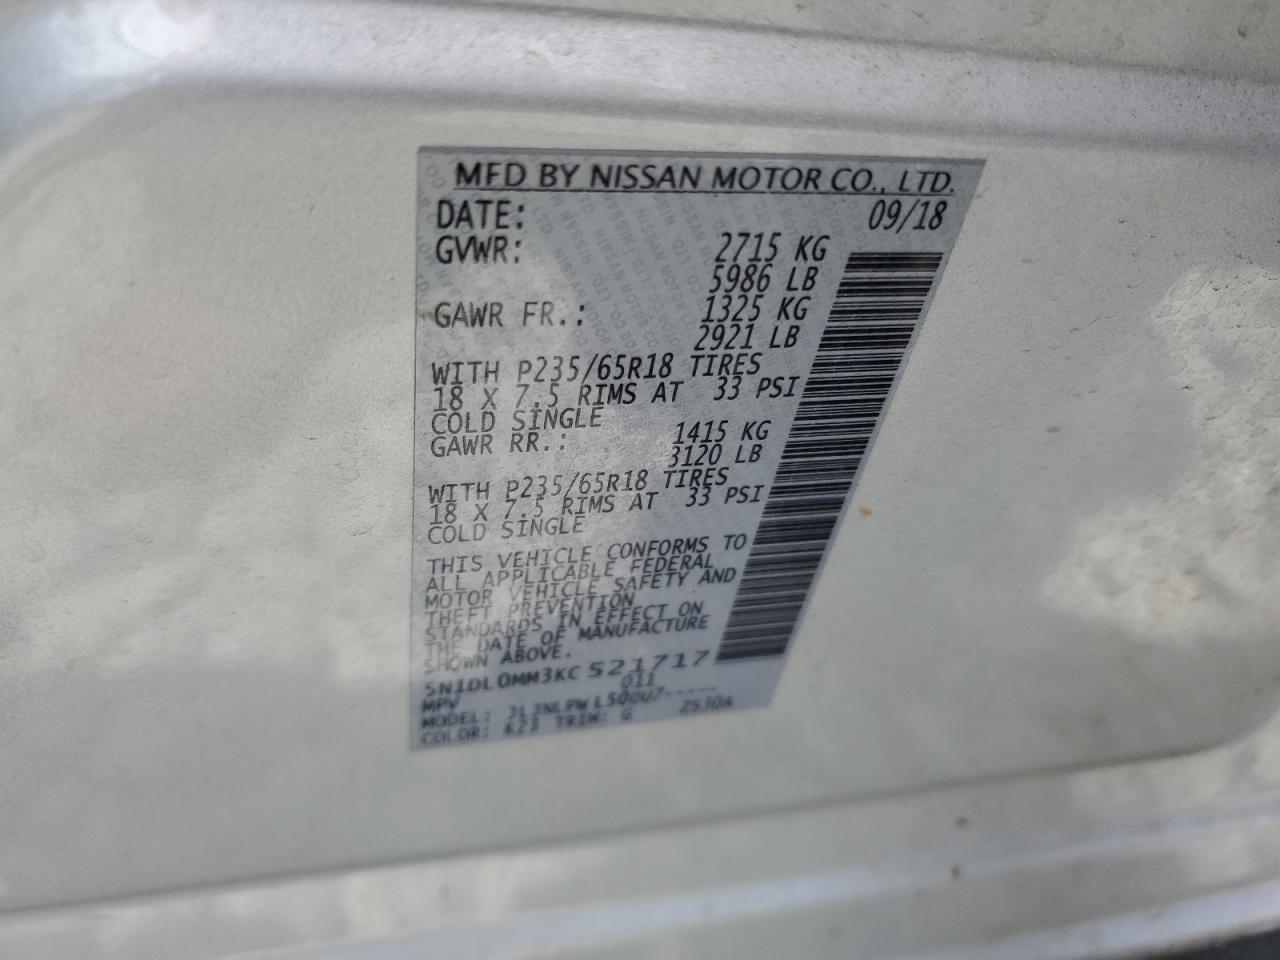 MFD BY NISSAN MOTOR CO., LTD.
DATE: 09/18
GVWR: 2715 KG
5986 LB
GAWR FR.: 1325 KG
2921 LB
WITH P235/65R18 TIRES
18 X 7.5 RIMS AT 33 PSI
COLD SINGLE
GAWR RR.: 1415 KG
3120 LB
WITH P235/65R18 TIRES
18 X 7.5 RIMS AT 33 PSI
COLD SINGLE
THIS VEHICLE CONFORMS TO
ALL APPLICABLE FEDERAL
MOTOR VEHICLE SAFETY AND
THEFT PREVENTION
STANDARDS IN EFFECT ON
THE DATE OF MANUFACTURE
SHOWN ABOVE.
5N1DL0MM3KC521717
MPV 011
MODEL:
COLOR: K23 TRIM: G